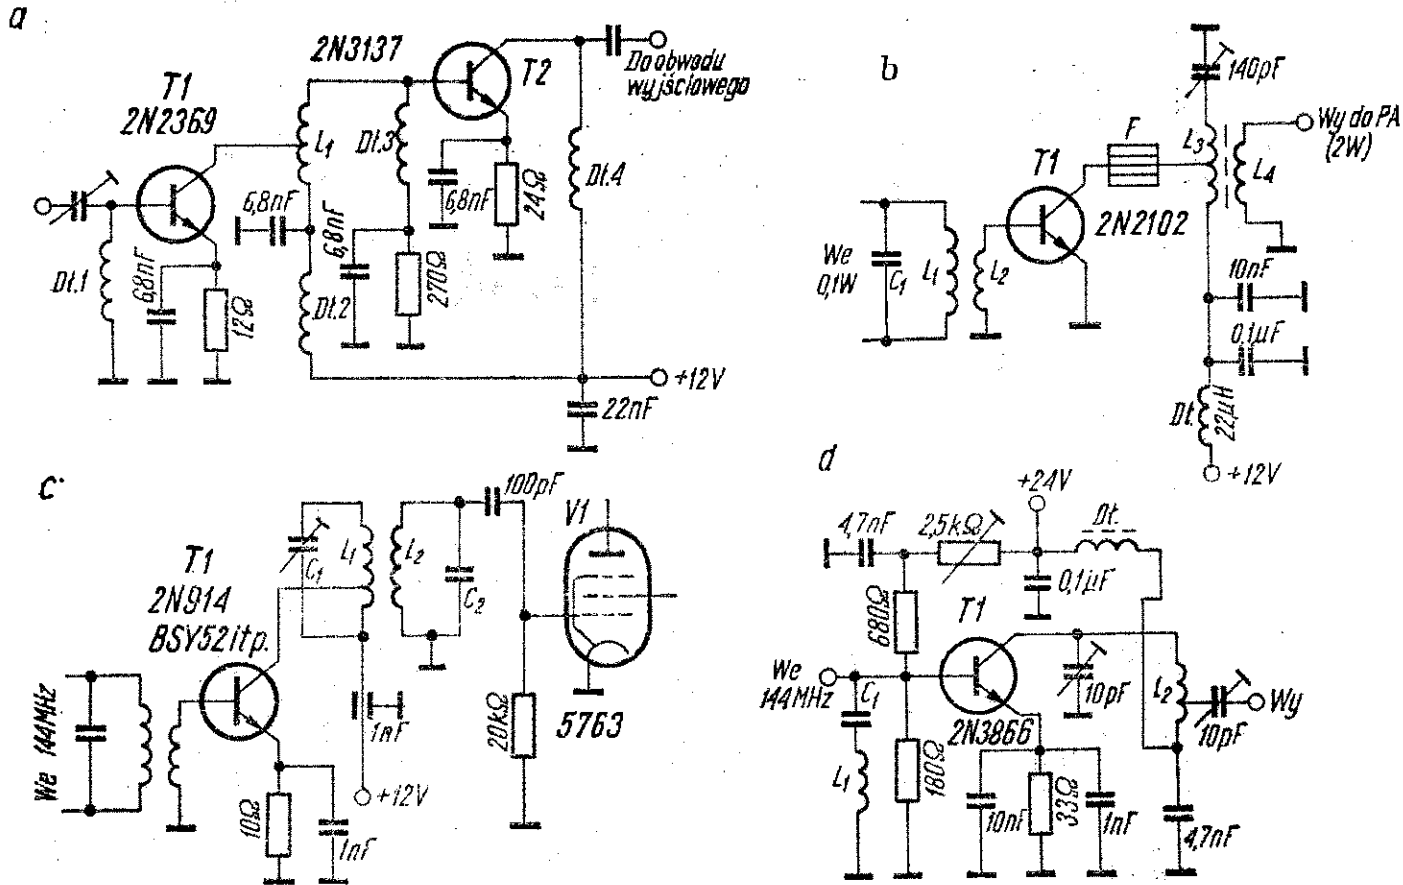 a
T1
2N2369
2N3137
T2
Do obwodu
wyjściowego
L1
Dł.3
Dł.4
6,8nF
6,8nF
6,8nF
24Ω
Dł.1
6,8nF
12Ω
Dł.2
270Ω
+12V
22nF
b
140pF
F
L3
L4
Wy do PA
(2W)
T1
2N2102
We
0,1W
C1
L1
L2
10nF
0,1μF
Dł.
22μH
+12V
c
100pF
V1
T1
2N914
BSY52itp.
C1
L1
L2
C2
We 144MHz
1nF
20kΩ
5763
+12V
10Ω
1nF
d
+24V
4,7nF
2,5kΩ
Dł.
0,1μF
680Ω
T1
We
144MHz
C1
10pF
L2
Wy
10pF
2N3866
L1
180Ω
10nF
33Ω
1nF
4,7nF